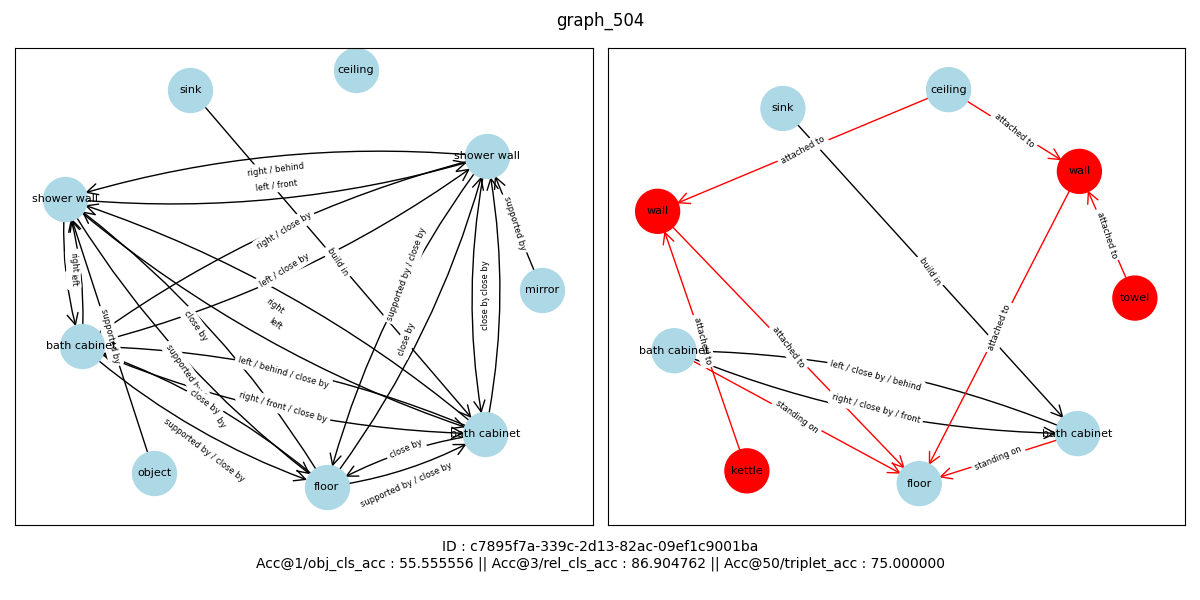 graph_504
ceiling
sink
shower wall
right / behind
left / front
shower wall
right / close by
supported by
build in
left / close by
right left
supported by / close by
close by
mirror
right
left
close by
supported by
close by
bath cabinet
left / behind / close by
close by
right / front / close by
bath cabinet
close by
supported by / close by
object
floor
supported by / close by
ceiling
sink
attached to
attached to
wall
wall
attached to
build in
towel
attached to
attached to
attached to
bath cabinet
left / close by / behind
right / close by / front
standing on
bath cabinet
standing on
kettle
floor
ID : c7895f7a-339c-2d13-82ac-09ef1c9001ba
Acc@1/obj_cls_acc : 55.555556 || Acc@3/rel_cls_acc : 86.904762 || Acc@50/triplet_acc : 75.000000